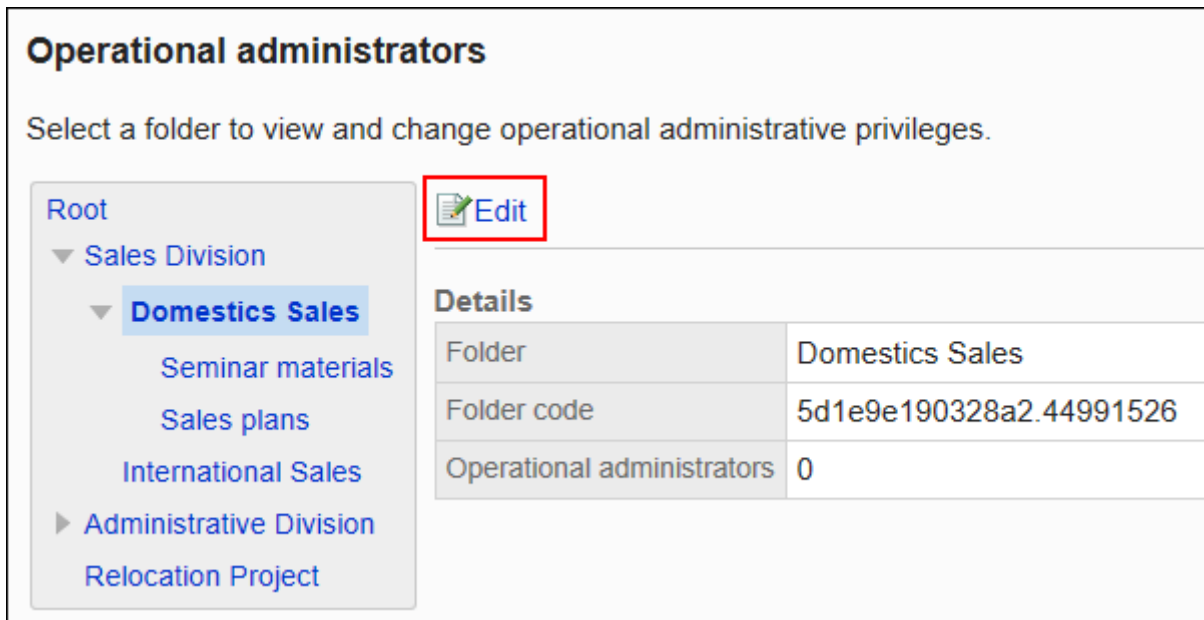 Operational administrators
Select a folder to view and change operational administrative privileges.
Root
Sales Division
Domestics Sales
Seminar materials
Sales plans
International Sales
Administrative Division
Relocation Project
Edit
Details
Folder Domestics Sales
Folder code 5d1e9e190328a2.44991526
Operational administrators 0